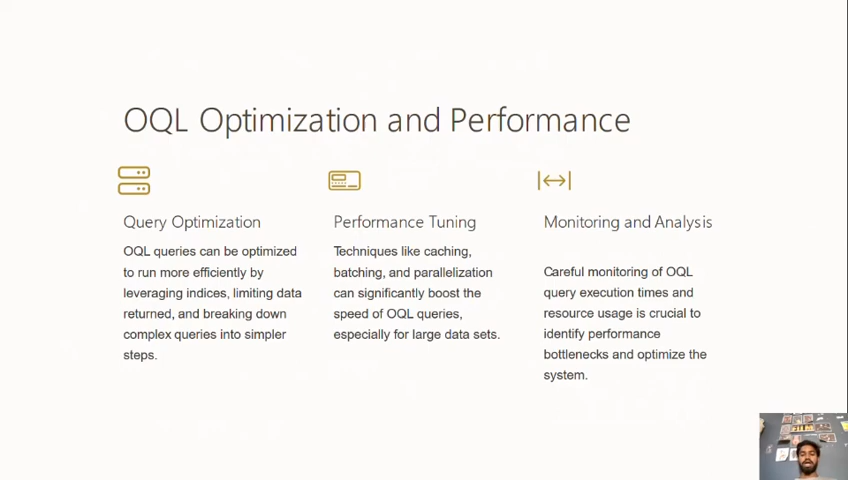 OQL Optimization and Performance
Query Optimization
OQL queries can be optimized
to run more efficiently by
leveraging indices, limiting data
returned, and breaking down
complex queries into simpler
steps.
Performance Tuning
Techniques like caching,
batching, and parallelization
can significantly boost the
speed of OQL queries,
especially for large data sets.
Monitoring and Analysis
Careful monitoring of OQL
query execution times and
resource usage is crucial to
identify performance
bottlenecks and optimize the
system.